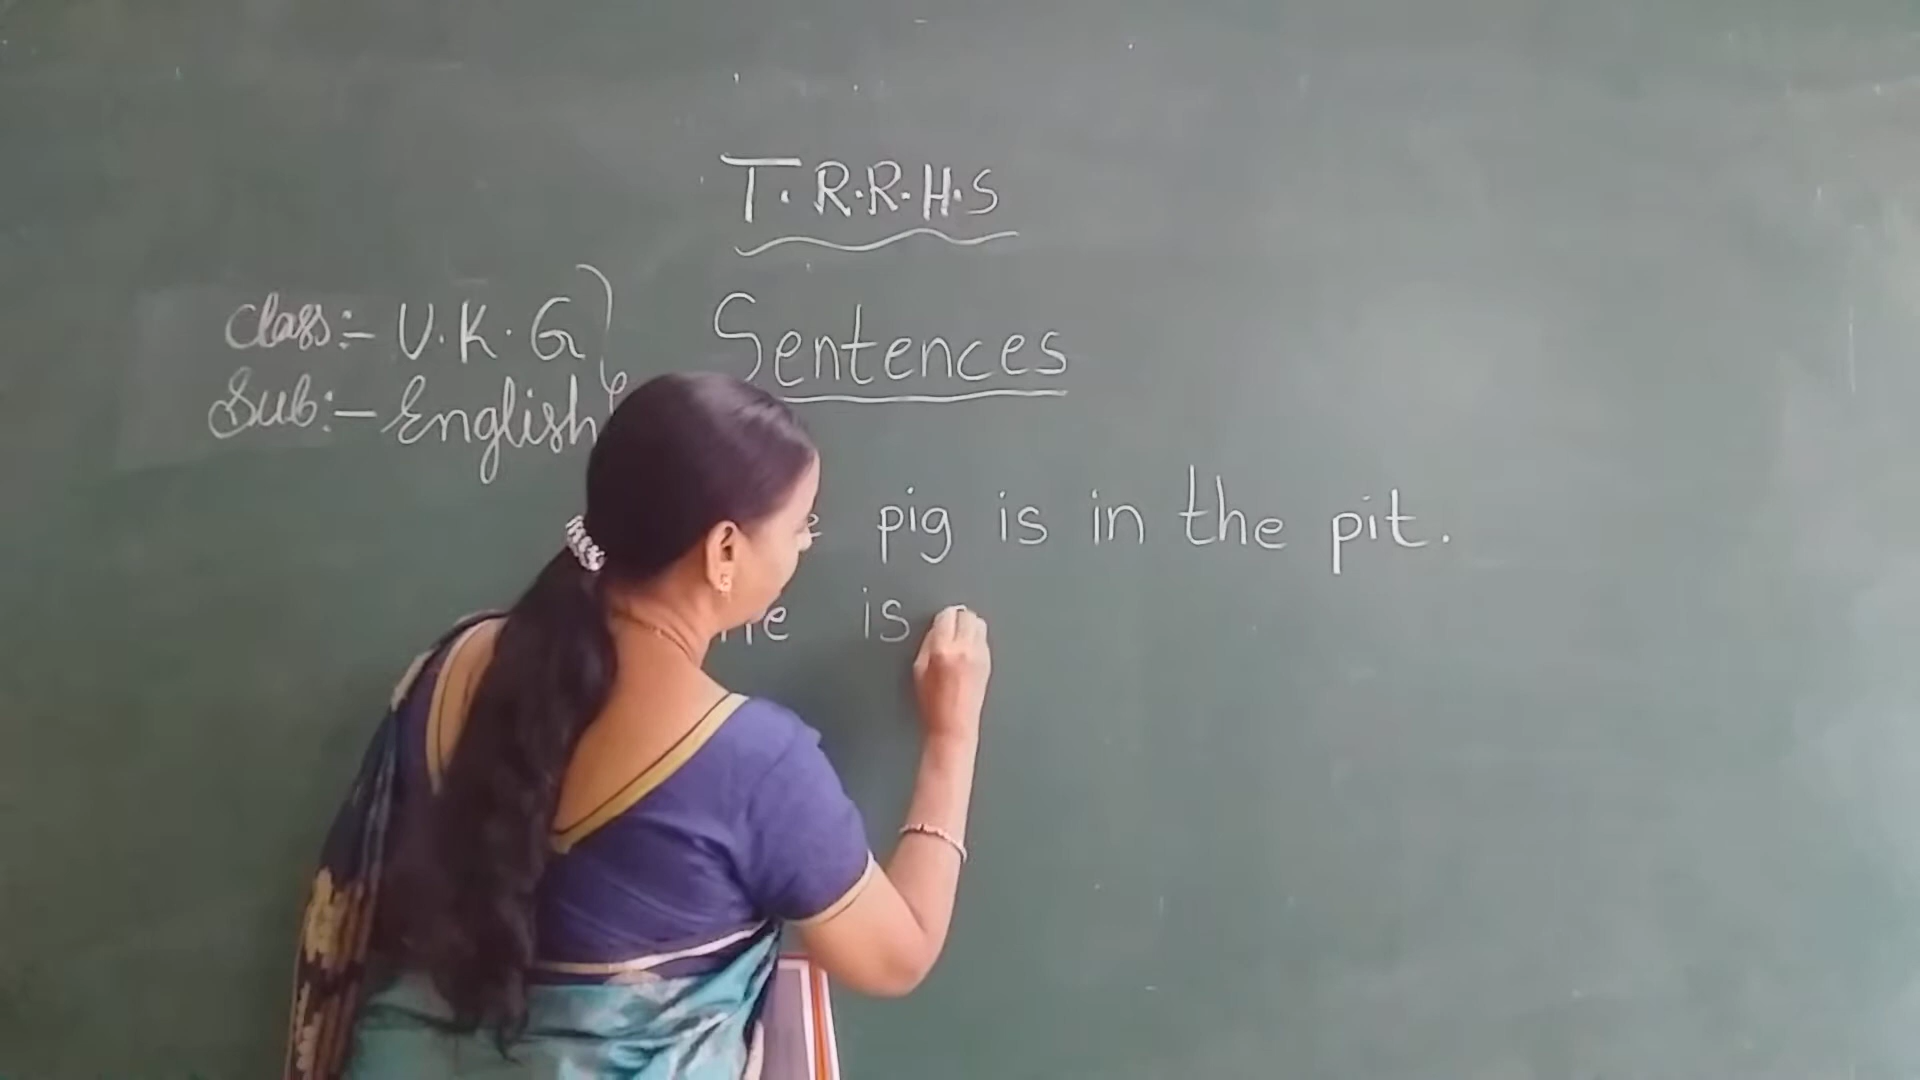 T.R.R.H.S
Class:- U.K.G
Sub:- English
Sentences
pig is in the pit.
is